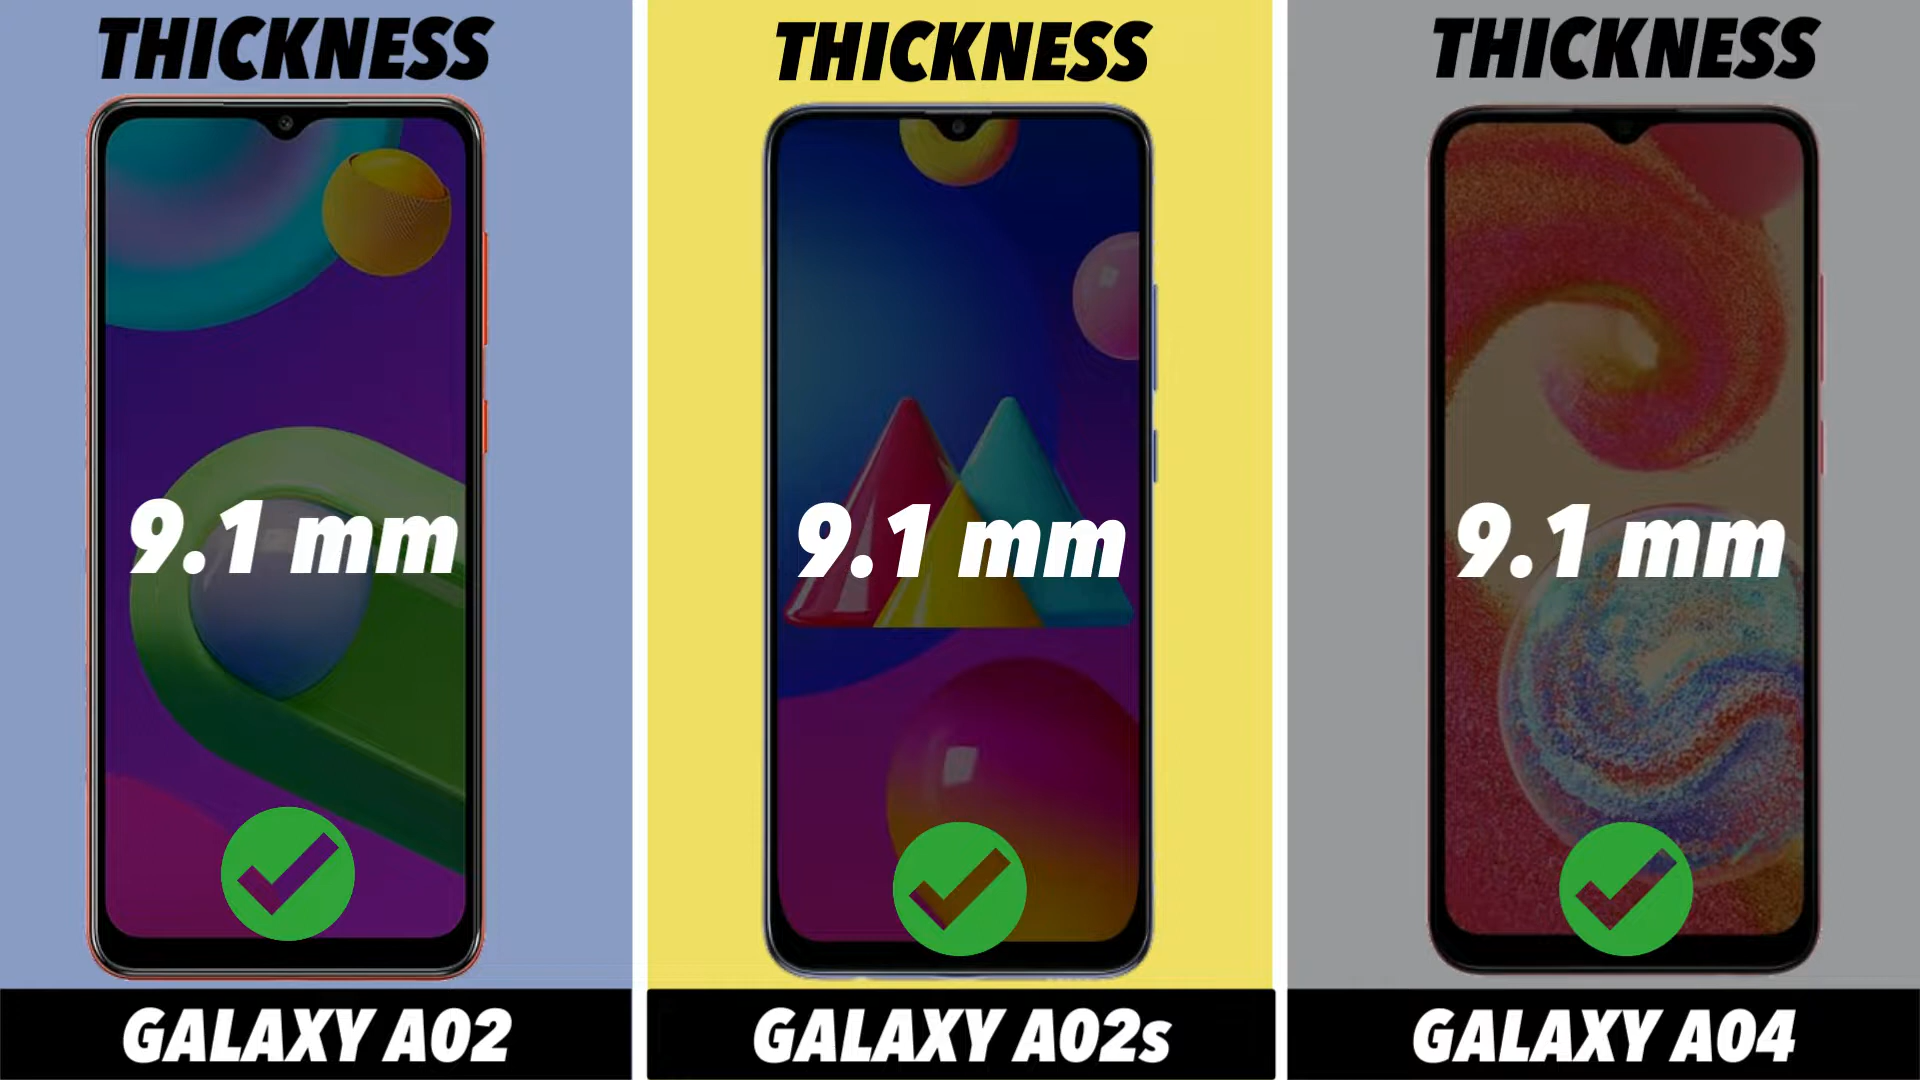 THICKNESS
9.1 mm
GALAXY A02
THICKNESS
9.1 mm
GALAXY A02s
THICKNESS
9.1 mm
GALAXY A04